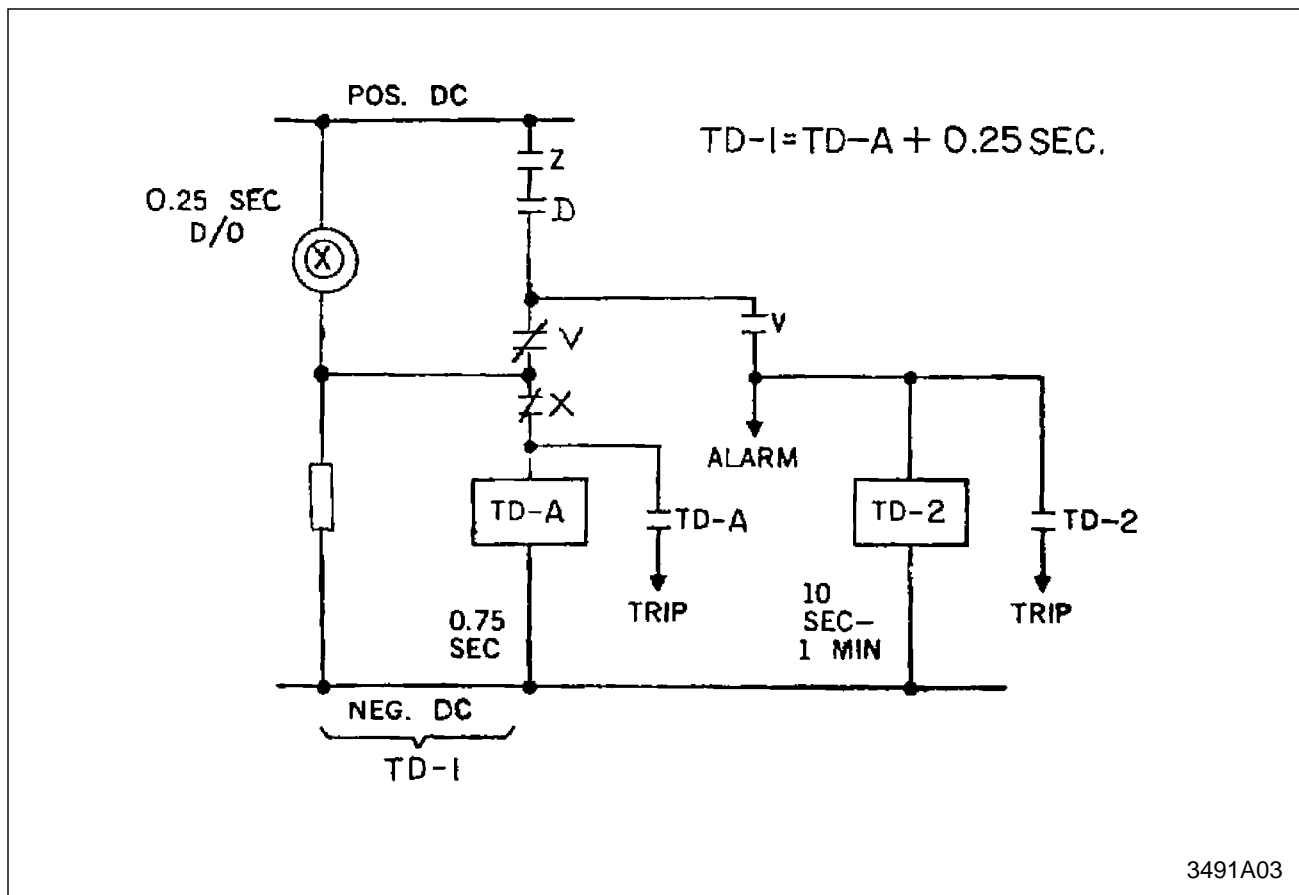 POS. DC
TD-1=TD-A + 0.25 SEC.
Z
0.25 SEC
D/O
D
X
V
V
X
ALARM
TD-A
TD-A
TD-2
TD-2
TRIP
0.75
SEC
10
SEC-
1 MIN
TRIP
NEG. DC
TD-1
3491A03